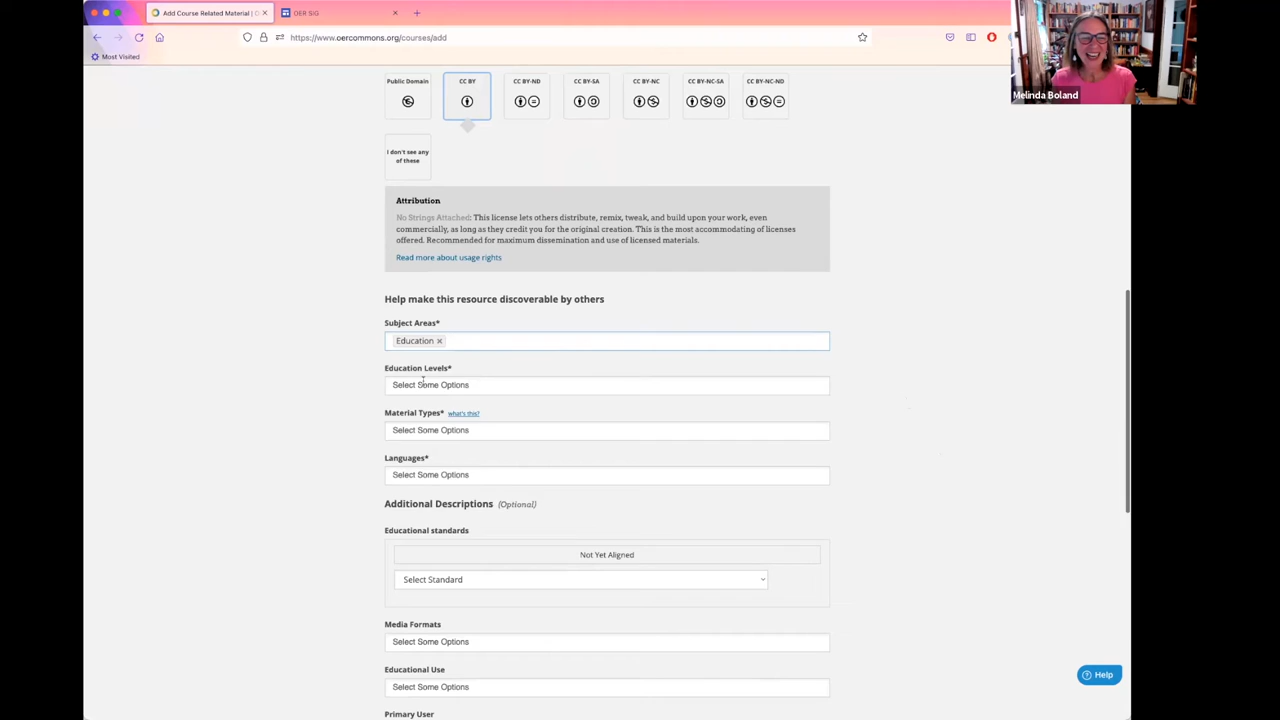 Add Course Related Material | O
OER SIG
https://www.oercommons.org/courses/add
Most Visited
Melinda Boland
Public Domain
CC BY
CC BY-ND
CC BY-SA
CC BY-NC
CC BY-NC-SA
CC BY-NC-ND
I don't see any
of these
Attribution
No Strings Attached: This license lets others distribute, remix, tweak, and build upon your work, even
commercially, as long as they credit you for the original creation. This is the most accommodating of licenses
offered. Recommended for maximum dissemination and use of licensed materials.
Read more about usage rights
Help make this resource discoverable by others
Subject Areas*
Education ×
Education Levels*
Select Some Options
Material Types* what's this?
Select Some Options
Languages*
Select Some Options
Additional Descriptions (Optional)
Educational standards
Not Yet Aligned
Select Standard
Media Formats
Select Some Options
Educational Use
Select Some Options
Primary User
Help